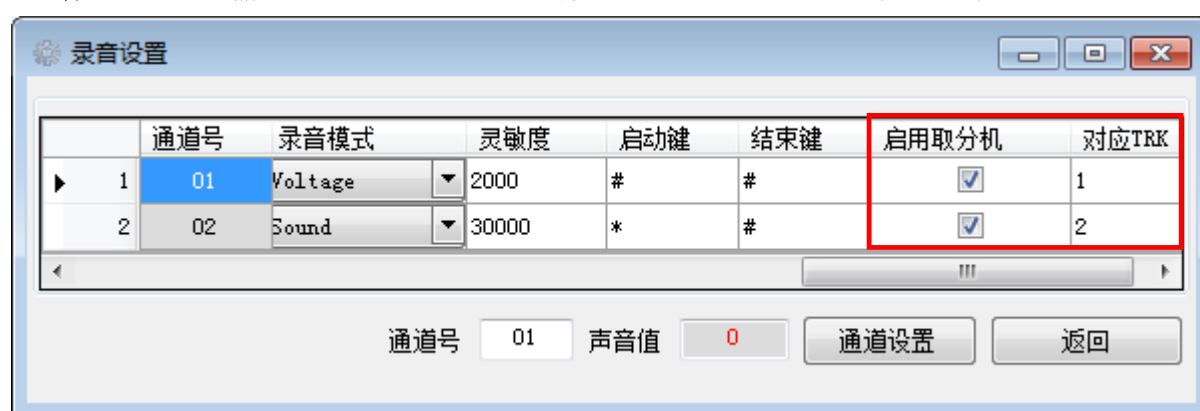 录音设置
通道号 录音模式 灵敏度 启动键 结束键 启用取分机 对应TRK
1 01 Voltage 2000 # # 1
2 02 Sound 30000 * # 2
通道号 01 声音值 0 通道设置 返回